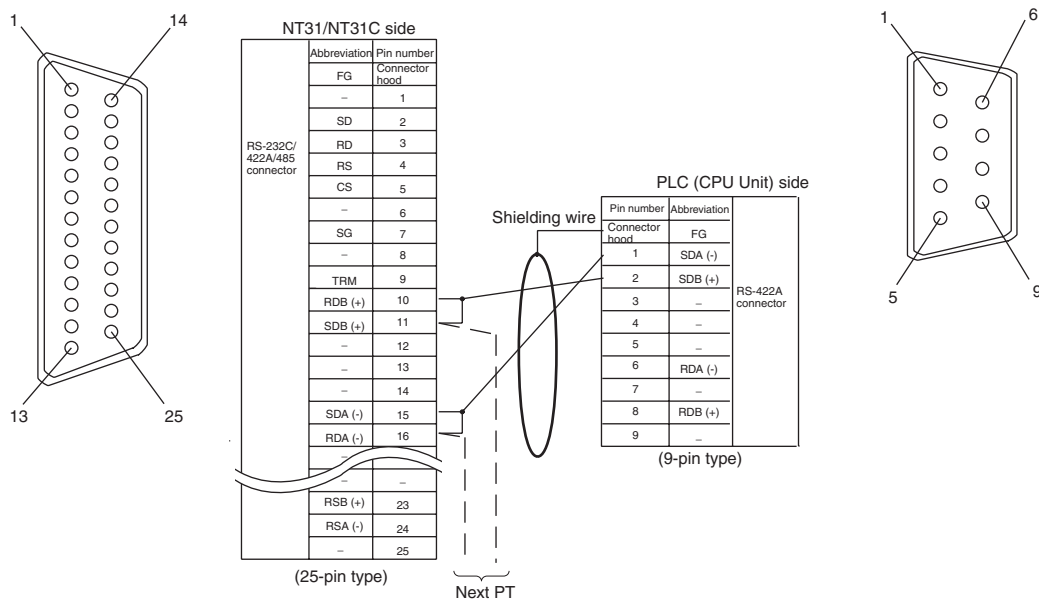 1
14
13
25
NT31/NT31C side
Abbreviation Pin number
FG Connector hood
– 1
SD 2
RD 3
RS 4
CS 5
– 6
SG 7
– 8
TRM 9
RDB (+) 10
SDB (+) 11
– 12
– 13
– 14
SDA (-) 15
RDA (-) 16
–
– –
RSB (+) 23
RSA (-) 24
– 25
RS-232C/
422A/485
connector
(25-pin type)
Next PT
Shielding wire
PLC (CPU Unit) side
Pin number Abbreviation
Connector hood FG
1 SDA (-)
2 SDB (+)
3 –
4 –
5 –
6 RDA (-)
7 –
8 RDB (+)
9 –
RS-422A
connector
(9-pin type)
1
6
5
9